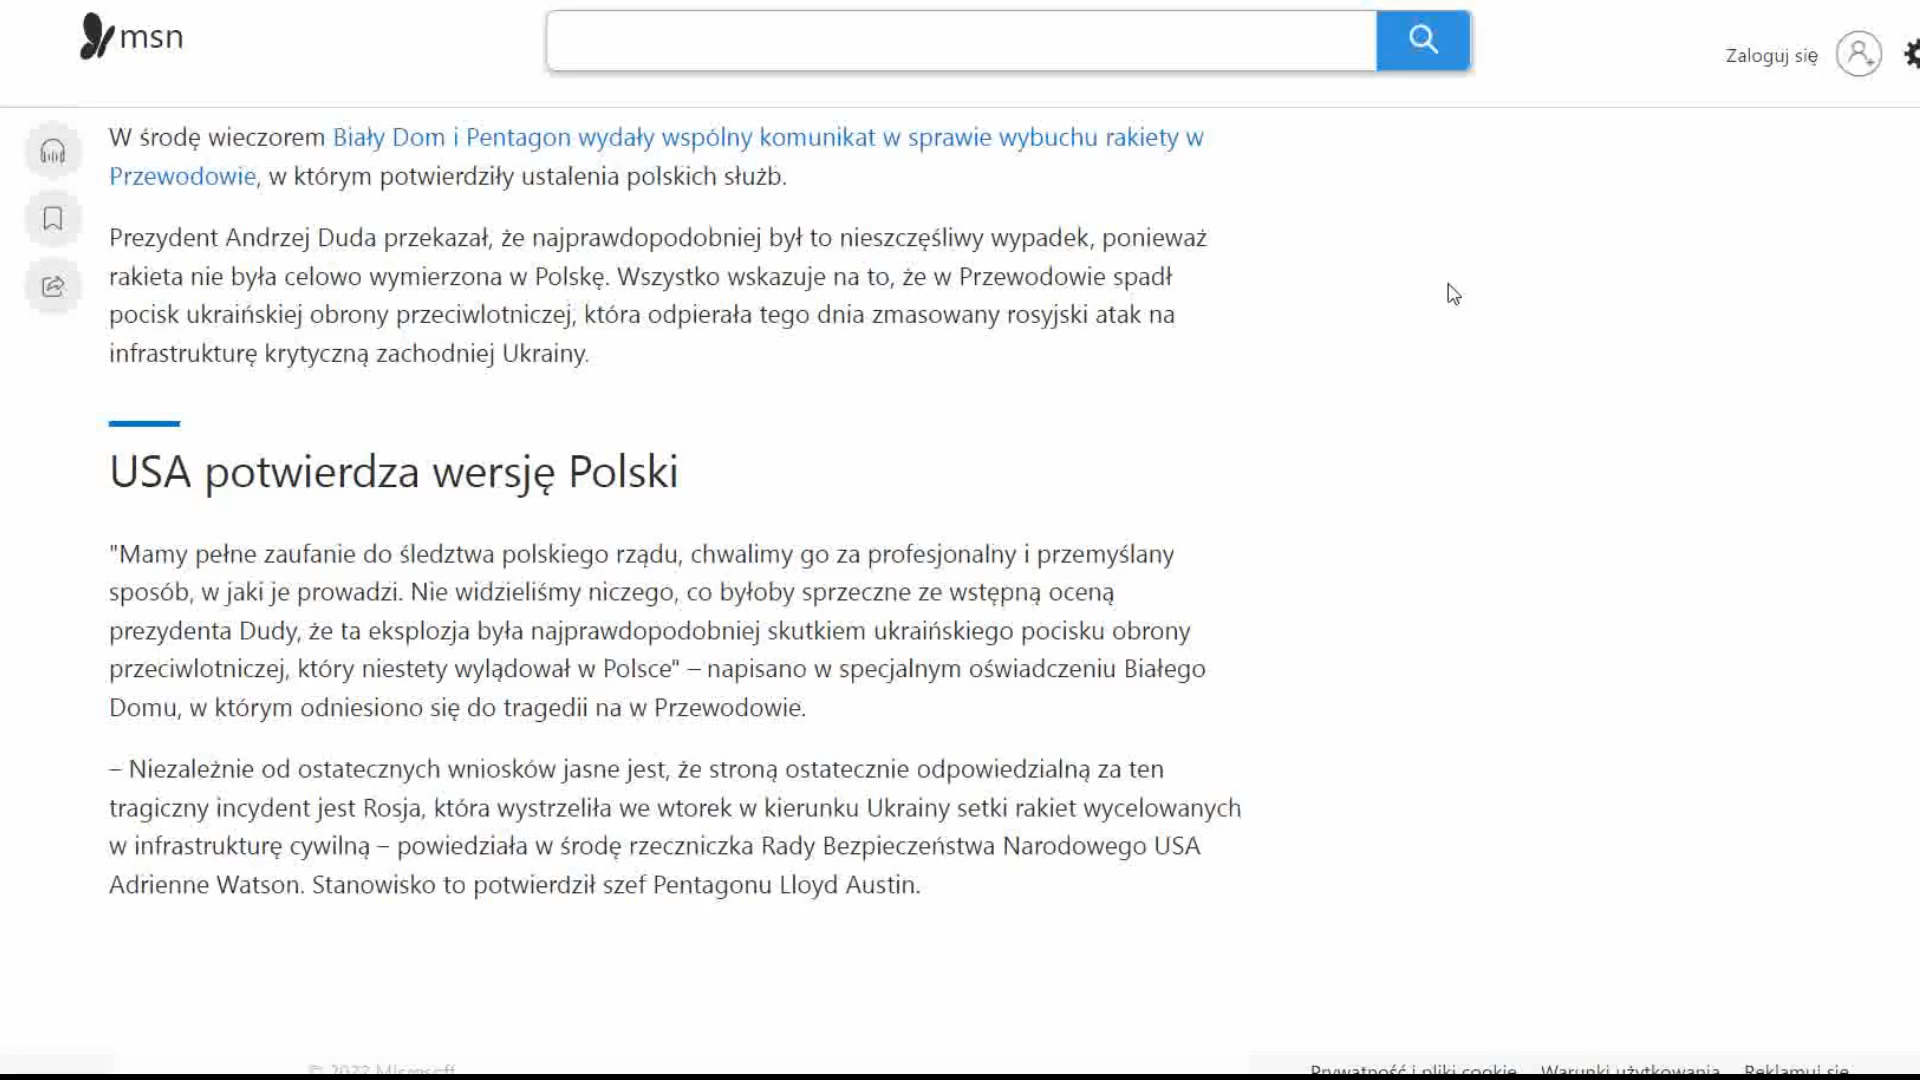 msn
Zaloguj się
W środę wieczorem Biały Dom i Pentagon wydały wspólny komunikat w sprawie wybuchu rakiety w
Przewodowie, w którym potwierdziły ustalenia polskich służb.
Prezydent Andrzej Duda przekazał, że najprawdopodobniej był to nieszczęśliwy wypadek, ponieważ
rakieta nie była celowo wymierzona w Polskę. Wszystko wskazuje na to, że w Przewodowie spadł
pocisk ukraińskiej obrony przeciwlotniczej, która odpierała tego dnia zmasowany rosyjski atak na
infrastrukturę krytyczną zachodniej Ukrainy.
USA potwierdza wersję Polski
"Mamy pełne zaufanie do śledztwa polskiego rządu, chwalimy go za profesjonalny i przemyślany
sposób, w jaki je prowadzi. Nie widzieliśmy niczego, co byłoby sprzeczne ze wstępną oceną
prezydenta Dudy, że ta eksplozja była najprawdopodobniej skutkiem ukraińskiego pocisku obrony
przeciwlotniczej, który niestety wylądował w Polsce" – napisano w specjalnym oświadczeniu Białego
Domu, w którym odniesiono się do tragedii na w Przewodowie.
– Niezależnie od ostatecznych wniosków jasne jest, że stroną ostatecznie odpowiedzialną za ten
tragiczny incydent jest Rosja, która wystrzeliła we wtorek w kierunku Ukrainy setki rakiet wycelowanych
w infrastrukturę cywilną – powiedziała w środę rzeczniczka Rady Bezpieczeństwa Narodowego USA
Adrienne Watson. Stanowisko to potwierdził szef Pentagonu Lloyd Austin.
Prywatność i pliki cookie Warunki użytkowania Reklamuj się